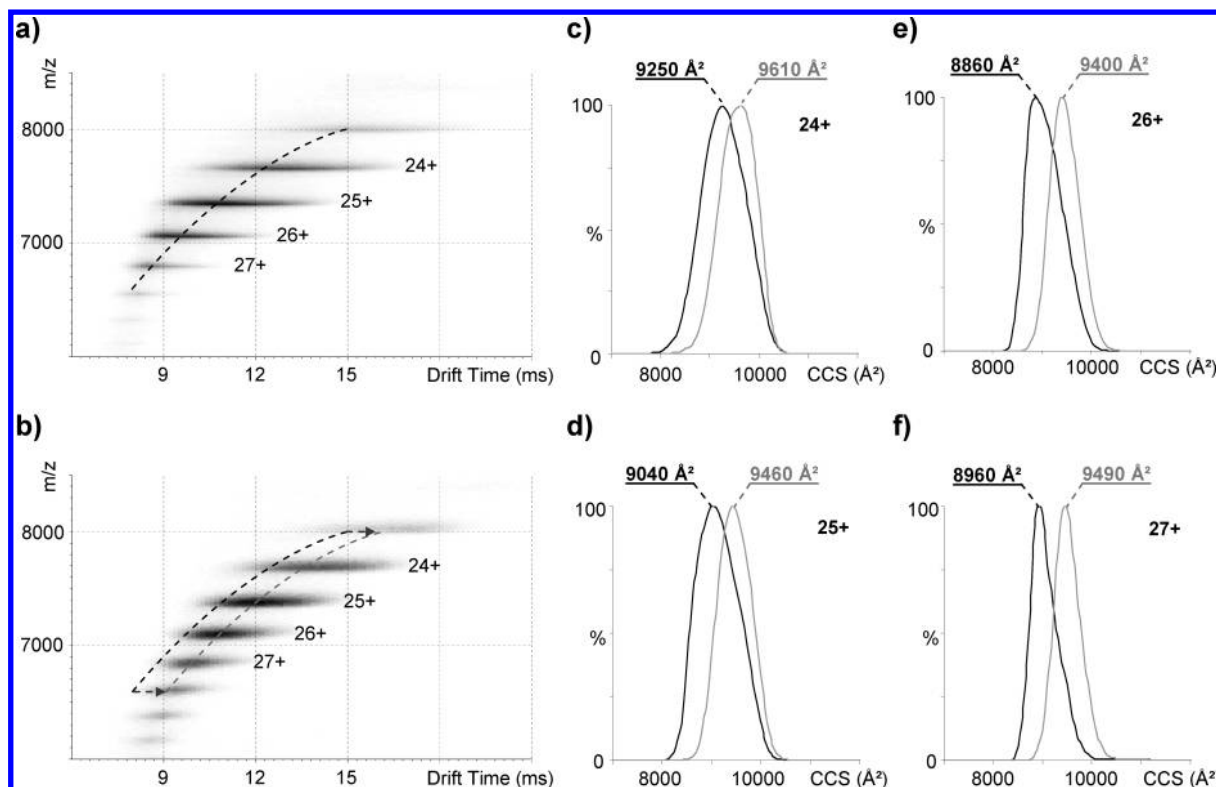 a)
m/z
8000
7000
24+
25+
26+
27+
9 12 15 Drift Time (ms)
b)
m/z
8000
7000
24+
25+
26+
27+
9 12 15 Drift Time (ms)
c)
9250 Å² 9610 Å²
100
24+
%
0
8000 10000 CCS (Å²)
d)
9040 Å² 9460 Å²
100
25+
%
0
8000 10000 CCS (Å²)
e)
8860 Å² 9400 Å²
100
26+
%
0
8000 10000 CCS (Å²)
f)
8960 Å² 9490 Å²
100
27+
%
0
8000 10000 CCS (Å²)